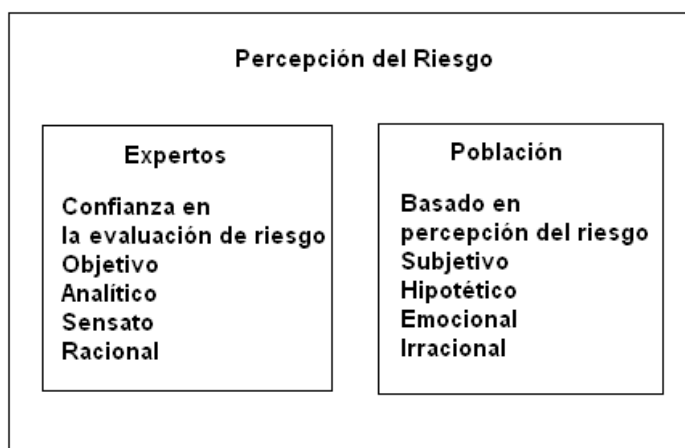 Percepción del Riesgo
Expertos
Confianza en
la evaluación de riesgo
Objetivo
Analítico
Sensato
Racional
Población
Basado en
percepción del riesgo
Subjetivo
Hipotético
Emocional
Irracional